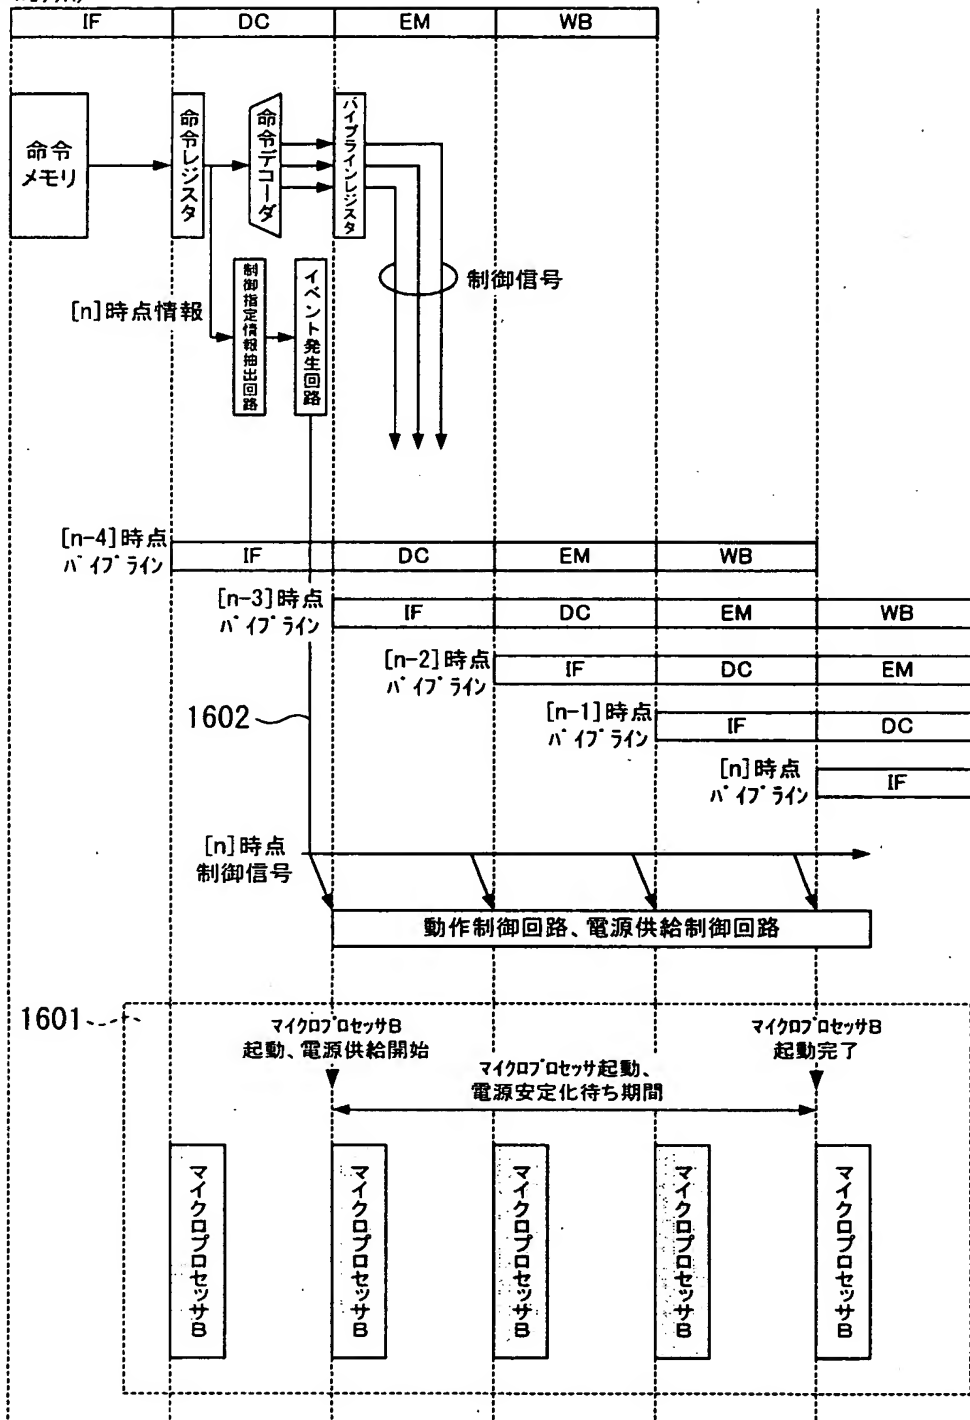 IF DC EM WB
命令
メモリ
命令レジスタ
命令デコーダ
パイプラインレジスタ
制御信号
[n]時点情報
制御指定情報抽出回路
イベント発生回路
[n-4]時点
パイプライン
IF DC EM WB
[n-3]時点
パイプライン
IF DC EM WB
[n-2]時点
パイプライン
IF DC EM
1602
[n-1]時点
パイプライン
IF DC
[n]時点
パイプライン
IF
[n]時点
制御信号
動作制御回路、電源供給制御回路
1601
マイクロプロセッサB
起動、電源供給開始
マイクロプロセッサB
起動完了
マイクロプロセッサ起動、
電源安定化待ち期間
マイクロプロセッサB
マイクロプロセッサB
マイクロプロセッサB
マイクロプロセッサB
マイクロプロセッサB